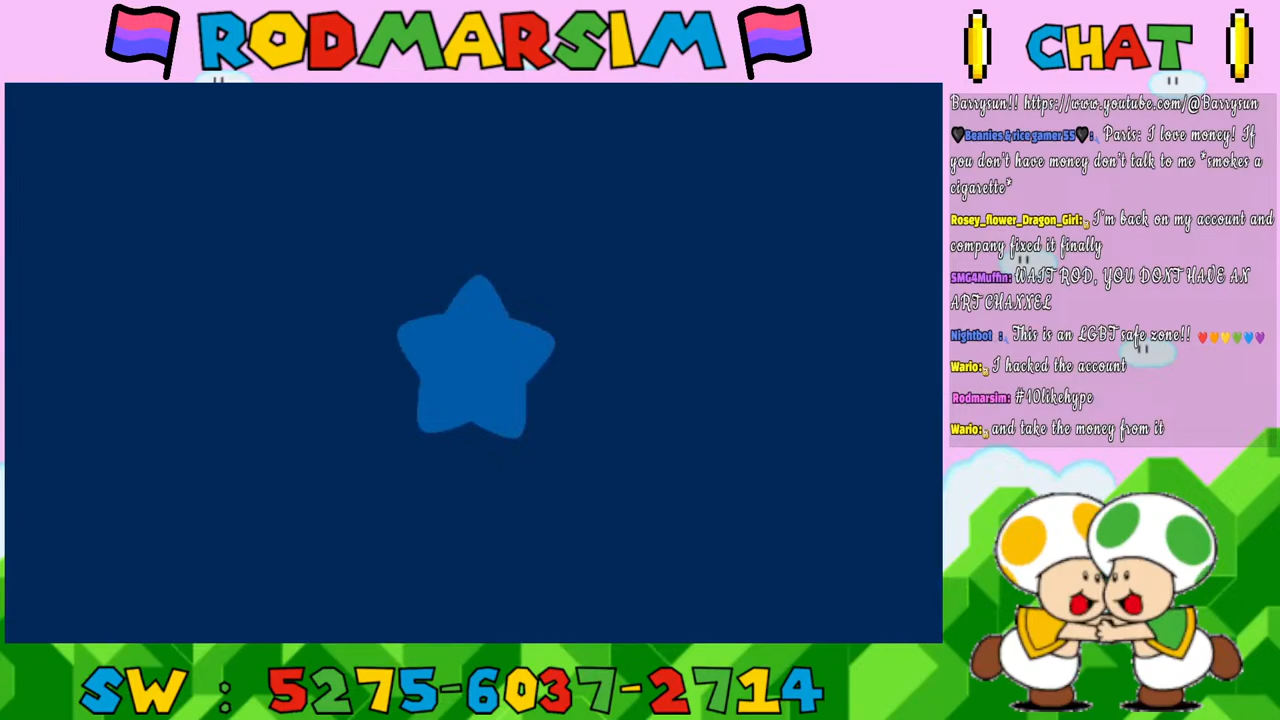 RODMARSIM
CHAT
Barrysun!! https://www.youtube.com/@Barrysun
🖤Beanies & rice gamer 55🖤: Paris: I love money! If
you don't have money don't talk to me *smokes a
cigarette*
Rosey_flower_Dragon_Girl: I'm back on my account and
company fixed it finally
SMG4Muffin: WAIT ROD, YOU DONT HAVE AN
ART CHANNEL
Nightbot : This is an LGBT safe zone!! ❤️🧡💛💚💙💜
Wario: I hacked the account
Rodmarsim: #10likehype
Wario: and take the money from it
SW : 5275-6037-2714